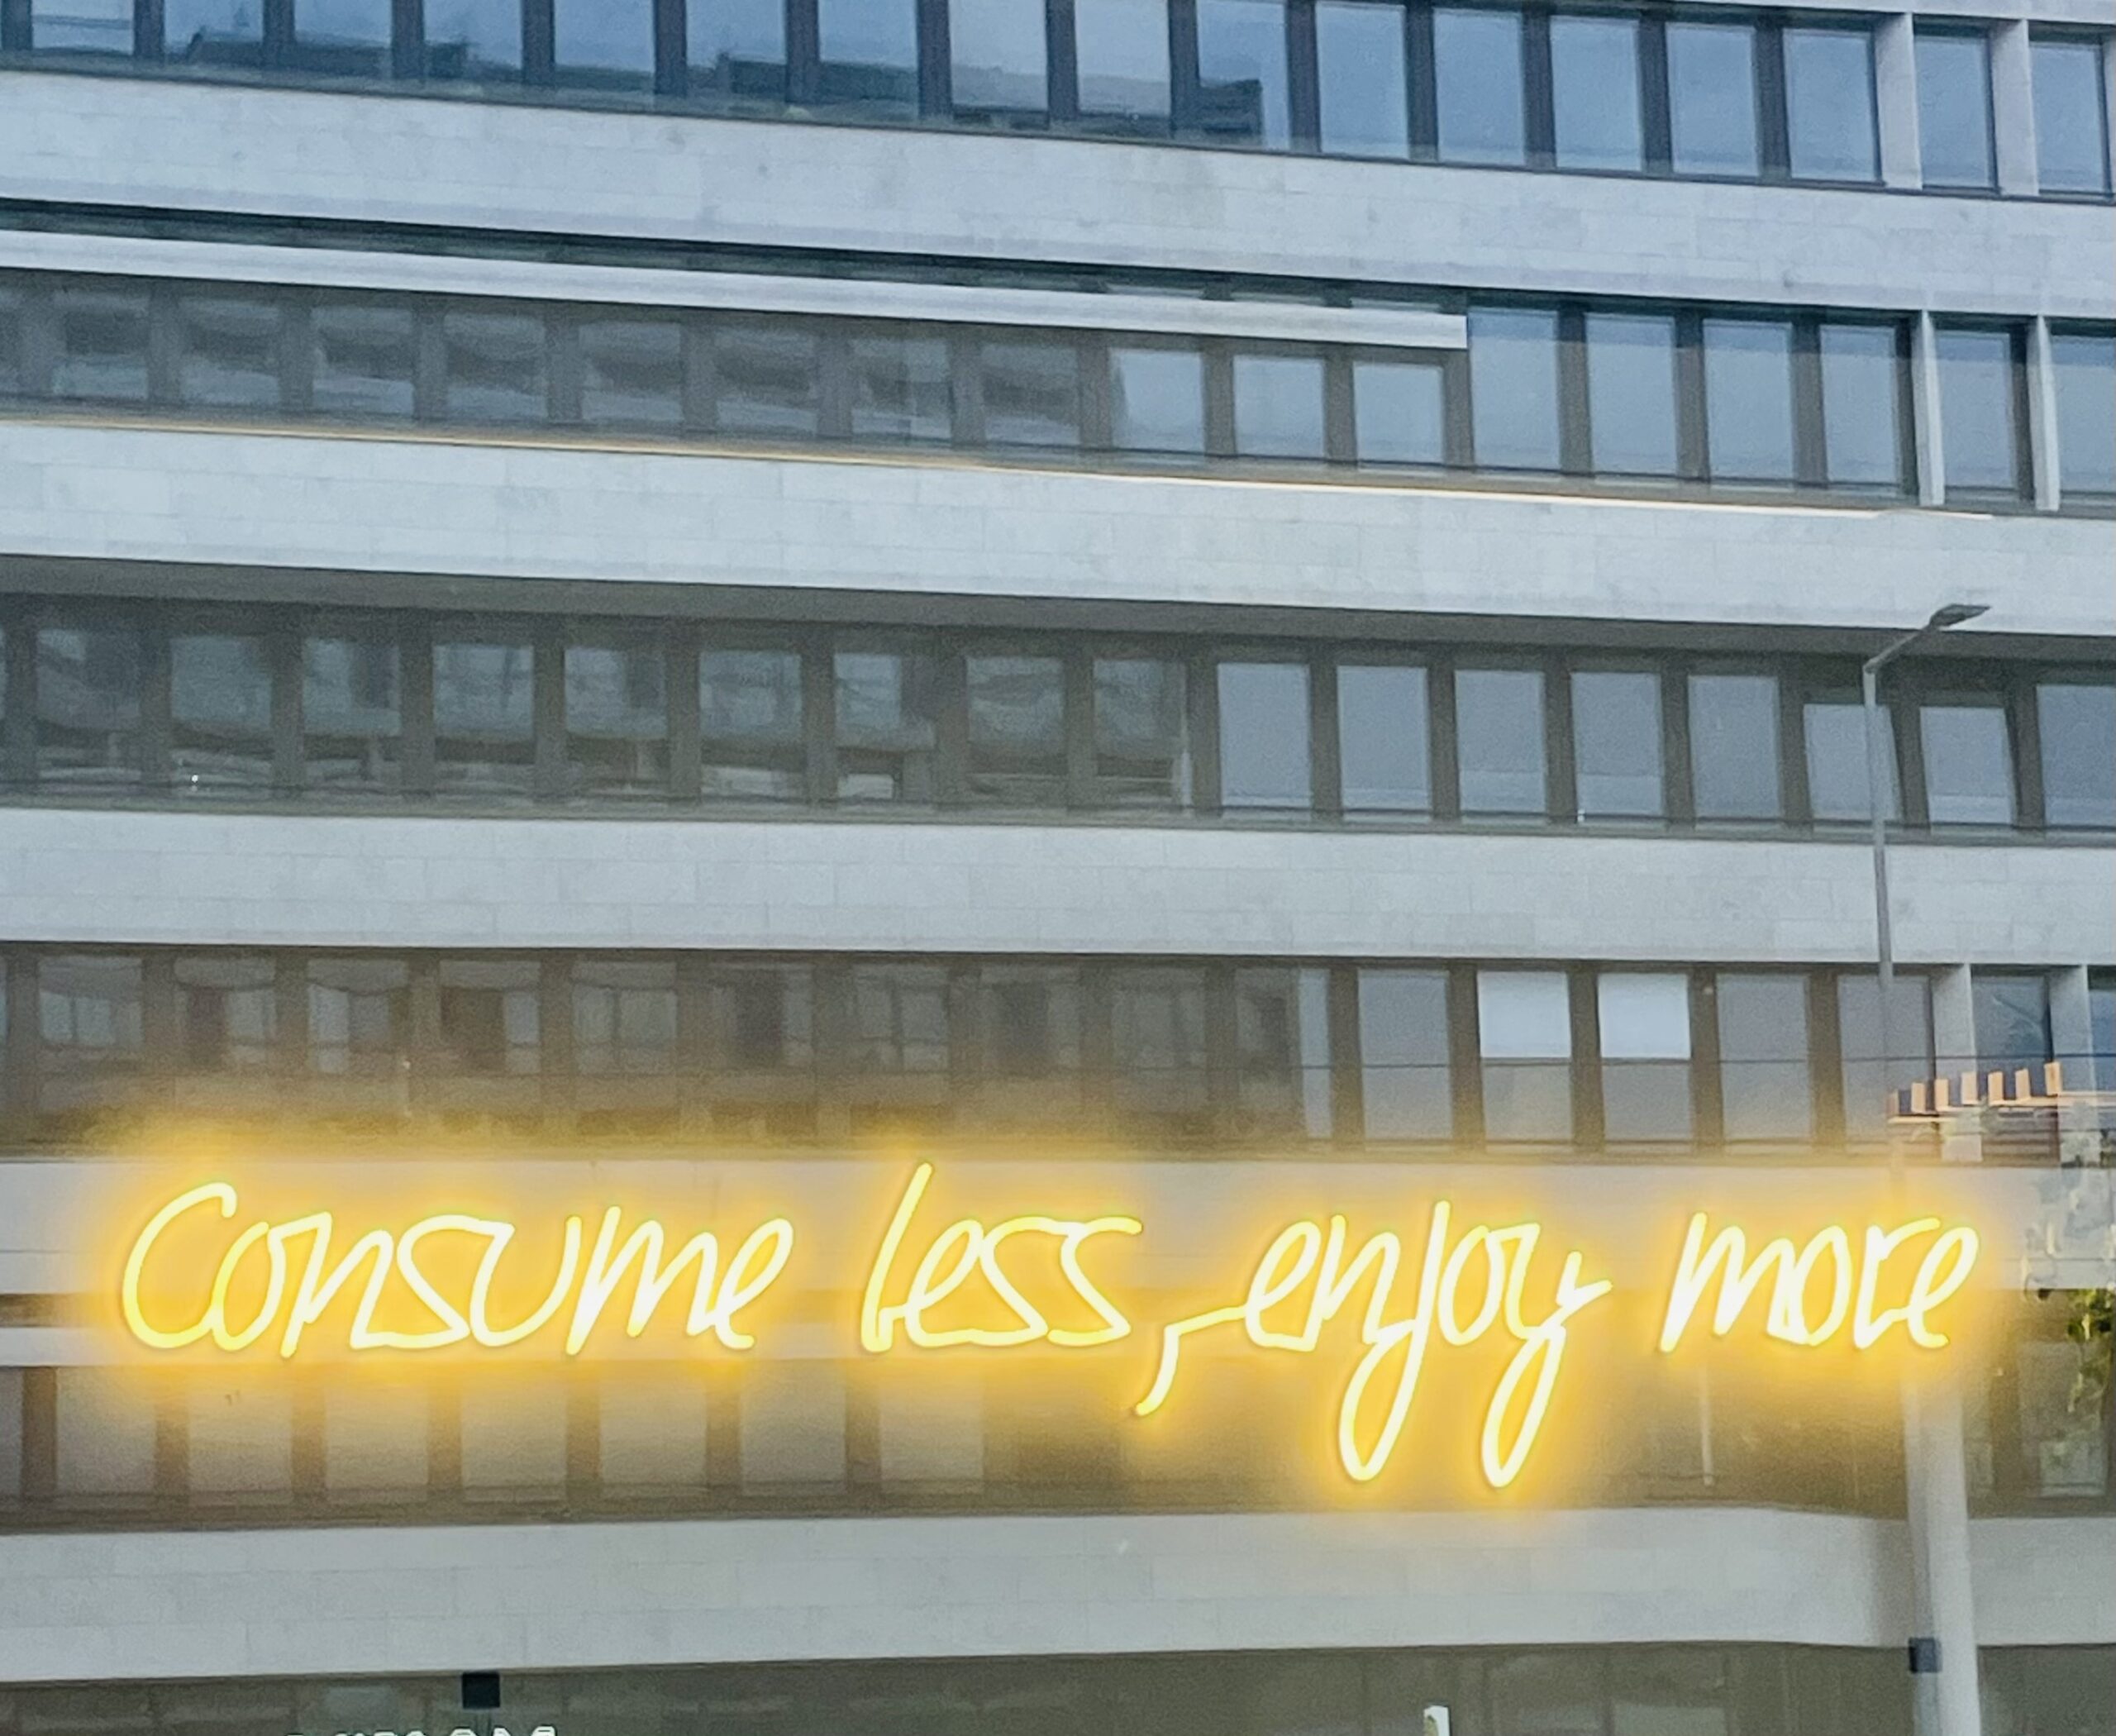 Consume less, enjoy more